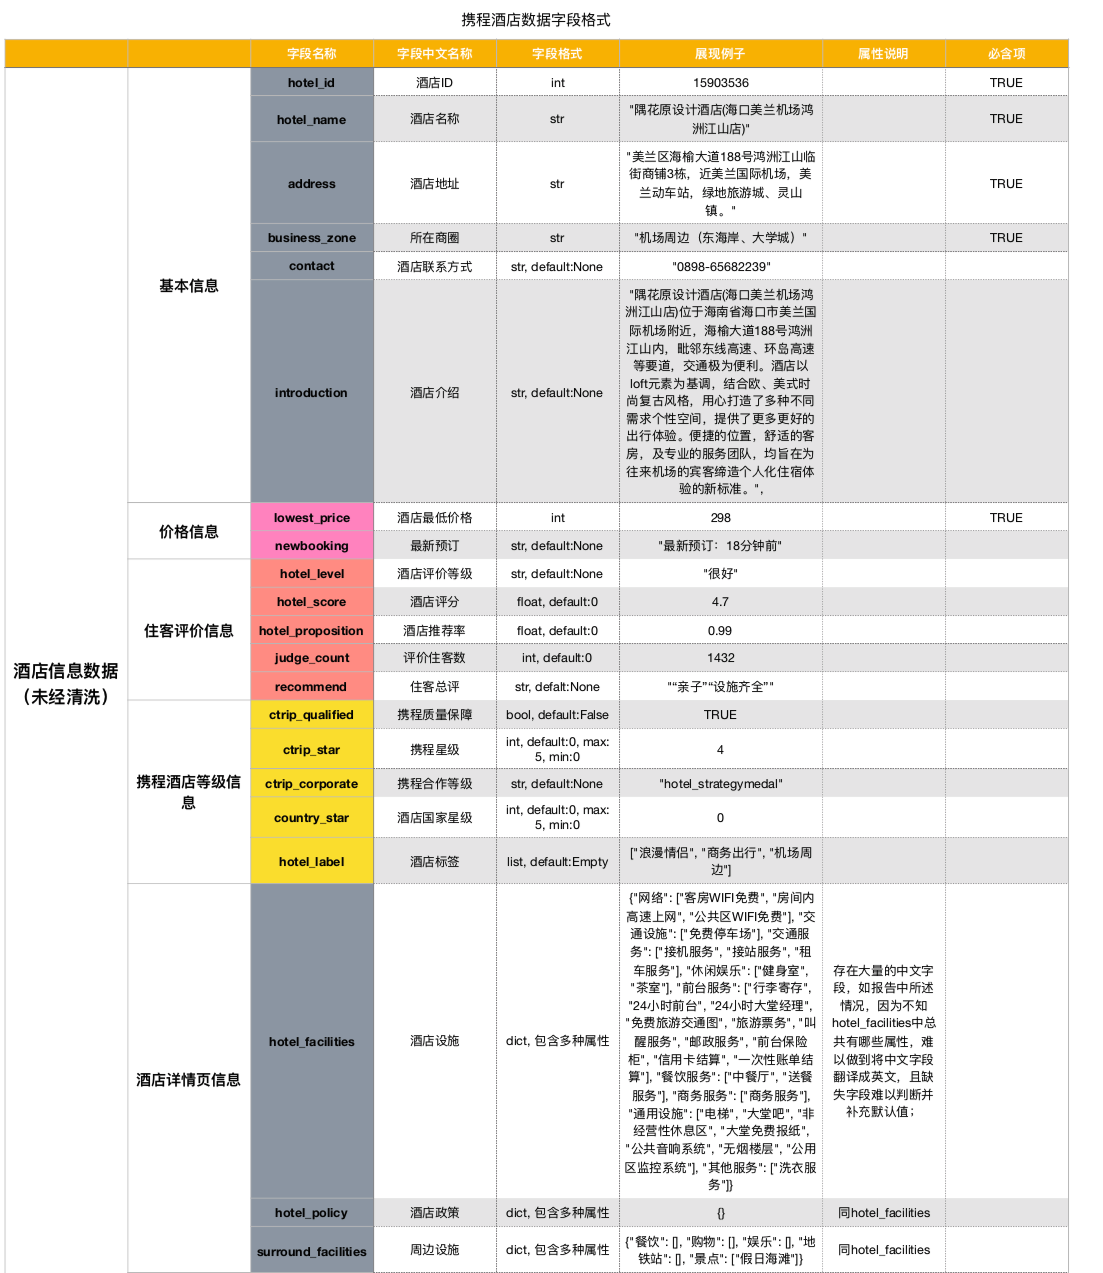 携程酒店数据字段格式
字段名称 字段中文名称 字段格式 展现例子 属性说明 必含项
酒店信息数据
（未经清洗）
基本信息
hotel_id 酒店ID int 15903536 TRUE
hotel_name 酒店名称 str "隅花原设计酒店(海口美兰机场鸿
洲江山店)" TRUE
address 酒店地址 str "美兰区海榆大道188号鸿洲江山临
街商铺3栋，近美兰国际机场，美
兰动车站，绿地旅游城、灵山
镇。" TRUE
business_zone 所在商圈 str "机场周边（东海岸、大学城）" TRUE
contact 酒店联系方式 str, default:None "0898-65682239"
introduction 酒店介绍 str, default:None "隅花原设计酒店(海口美兰机场鸿
洲江山店)位于海南省海口市美兰国
际机场附近，海榆大道188号鸿洲
江山内，毗邻东线高速、环岛高速
等要道，交通极为便利。酒店以
loft元素为基调，结合欧、美式时
尚复古风格，用心打造了多种不同
需求个性空间，提供了更多更好的
出行体验。便捷的位置，舒适的客
房，及专业的服务团队，均旨在为
往来机场的宾客缔造个人化住宿体
验的新标准。",
价格信息
lowest_price 酒店最低价格 int 298 TRUE
newbooking 最新预订 str, default:None "最新预订：18分钟前"
住客评价信息
hotel_level 酒店评价等级 str, default:None "很好"
hotel_score 酒店评分 float, default:0 4.7
hotel_proposition 酒店推荐率 float, default:0 0.99
judge_count 评价住客数 int, default:0 1432
recommend 住客总评 str, defalt:None "“亲子”“设施齐全”"
携程酒店等级信
息
ctrip_qualified 携程质量保障 bool, default:False TRUE
ctrip_star 携程星级 int, default:0, max:
5, min:0 4
ctrip_corporate 携程合作等级 str, default:None "hotel_strategymedal"
country_star 酒店国家星级 int, default:0, max:
5, min:0 0
hotel_label 酒店标签 list, default:Empty ["浪漫情侣", "商务出行", "机场周
边"]
酒店详情页信息
hotel_facilities 酒店设施 dict, 包含多种属性 {"网络": ["客房WIFI免费", "房间内
高速上网", "公共区WIFI免费"], "交
通设施": ["免费停车场"], "交通服
务": ["接机服务", "接站服务", "租
车服务"], "休闲娱乐": ["健身室",
"茶室"], "前台服务": ["行李寄存",
"24小时前台", "24小时大堂经理",
"免费旅游交通图", "旅游票务", "叫
醒服务", "邮政服务", "前台保险
柜", "信用卡结算", "一次性账单结
算"], "餐饮服务": ["中餐厅", "送餐
服务"], "商务服务": ["商务服务"],
"通用设施": ["电梯", "大堂吧", "非
经营性休息区", "大堂免费报纸",
"公共音响系统", "无烟楼层", "公用
区监控系统"], "其他服务": ["洗衣服
务"]}
存在大量的中文字
段，如报告中所述
情况，因为不知
hotel_facilities中总
共有哪些属性，难
以做到将中文字段
翻译成英文，且缺
失字段难以判断并
补充默认值；
hotel_policy 酒店政策 dict, 包含多种属性 {} 同hotel_facilities
surround_facilities 周边设施 dict, 包含多种属性 {"餐饮": [], "购物": [], "娱乐": [], "地
铁站": [], "景点": ["假日海滩"]} 同hotel_facilities